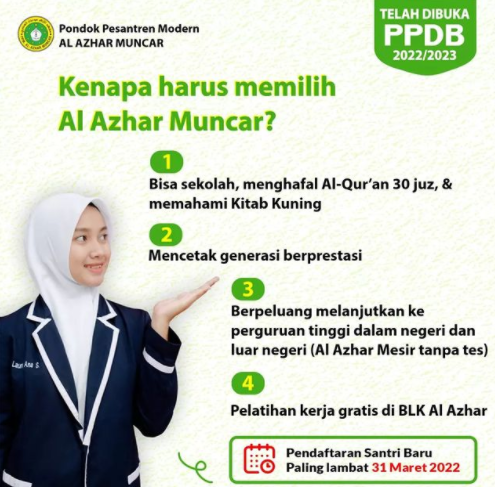 Pondok Pesantren Modern
AL AZHAR MUNCAR
TELAH DIBUKA
PPDB
2022/2023
Kenapa harus memilih
Al Azhar Muncar?
1
Bisa sekolah, menghafal Al-Qur'an 30 juz, &
memahami Kitab Kuning
2
Mencetak generasi berprestasi
3
Berpeluang melanjutkan ke
perguruan tinggi dalam negeri dan
luar negeri (Al Azhar Mesir tanpa tes)
4
Pelatihan kerja gratis di BLK Al Azhar
Pendaftaran Santri Baru
Paling lambat 31 Maret 2022